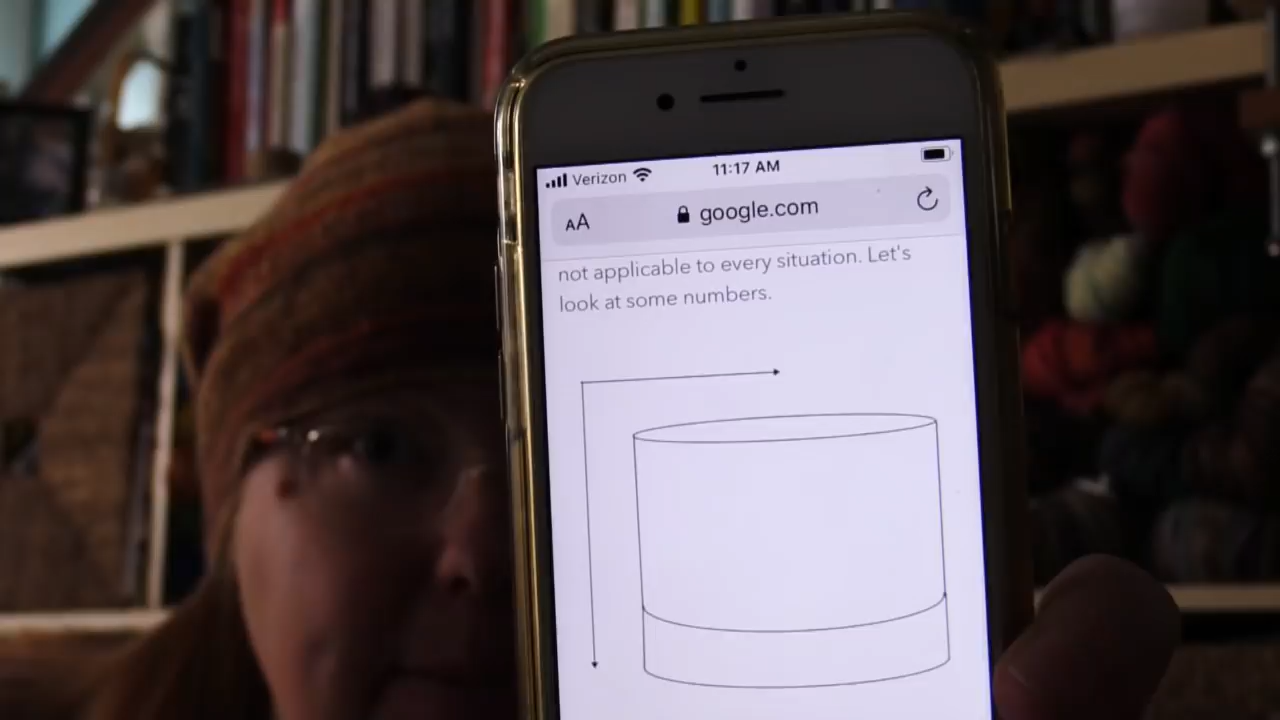 Verizon 11:17 AM
AA google.com
not applicable to every situation. Let's
look at some numbers.